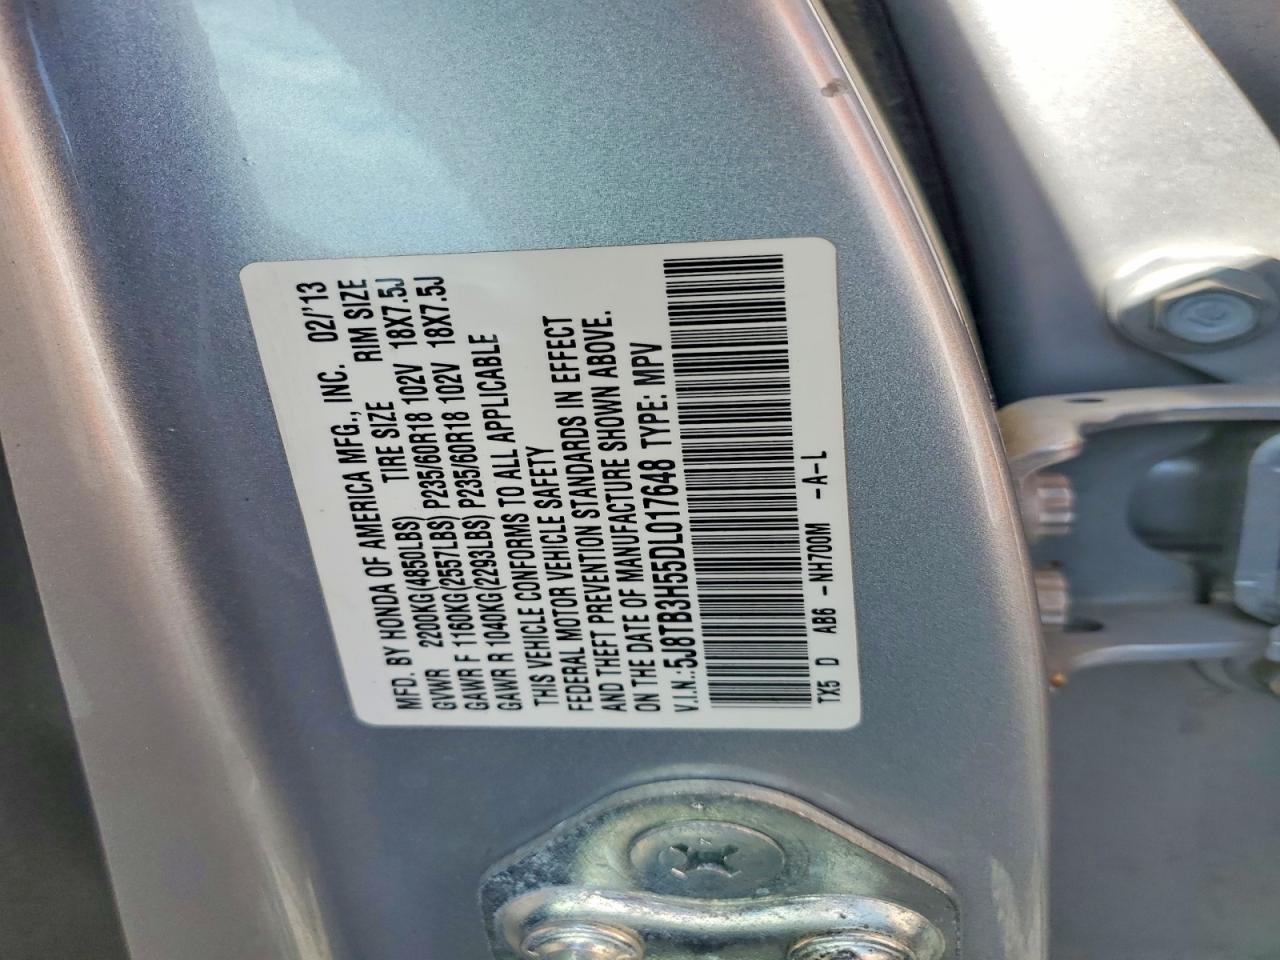 MFD. BY HONDA OF AMERICA MFG., INC. 02/'13
GVWR 2200KG(4850LBS) TIRE SIZE RIM SIZE
GAWR F 1160KG(2557LBS) P235/60R18 102V 18X7.5J
GAWR R 1040KG(2293LBS) P235/60R18 102V 18X7.5J
THIS VEHICLE CONFORMS TO ALL APPLICABLE
FEDERAL MOTOR VEHICLE SAFETY
AND THEFT PREVENTION STANDARDS IN EFFECT
ON THE DATE OF MANUFACTURE SHOWN ABOVE.
V.I.N.: 5J8TB3H55DL017648 TYPE: MPV
TX5 D AB6 -NH700M -A-L